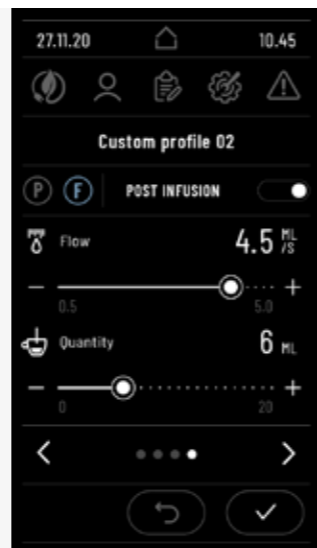 27.11.20 10.45
Custom profile 02
P F POST INFUSION
Flow 4.5 ML/S
− +
0.5 5.0
Quantity 6 ML
− +
0 20